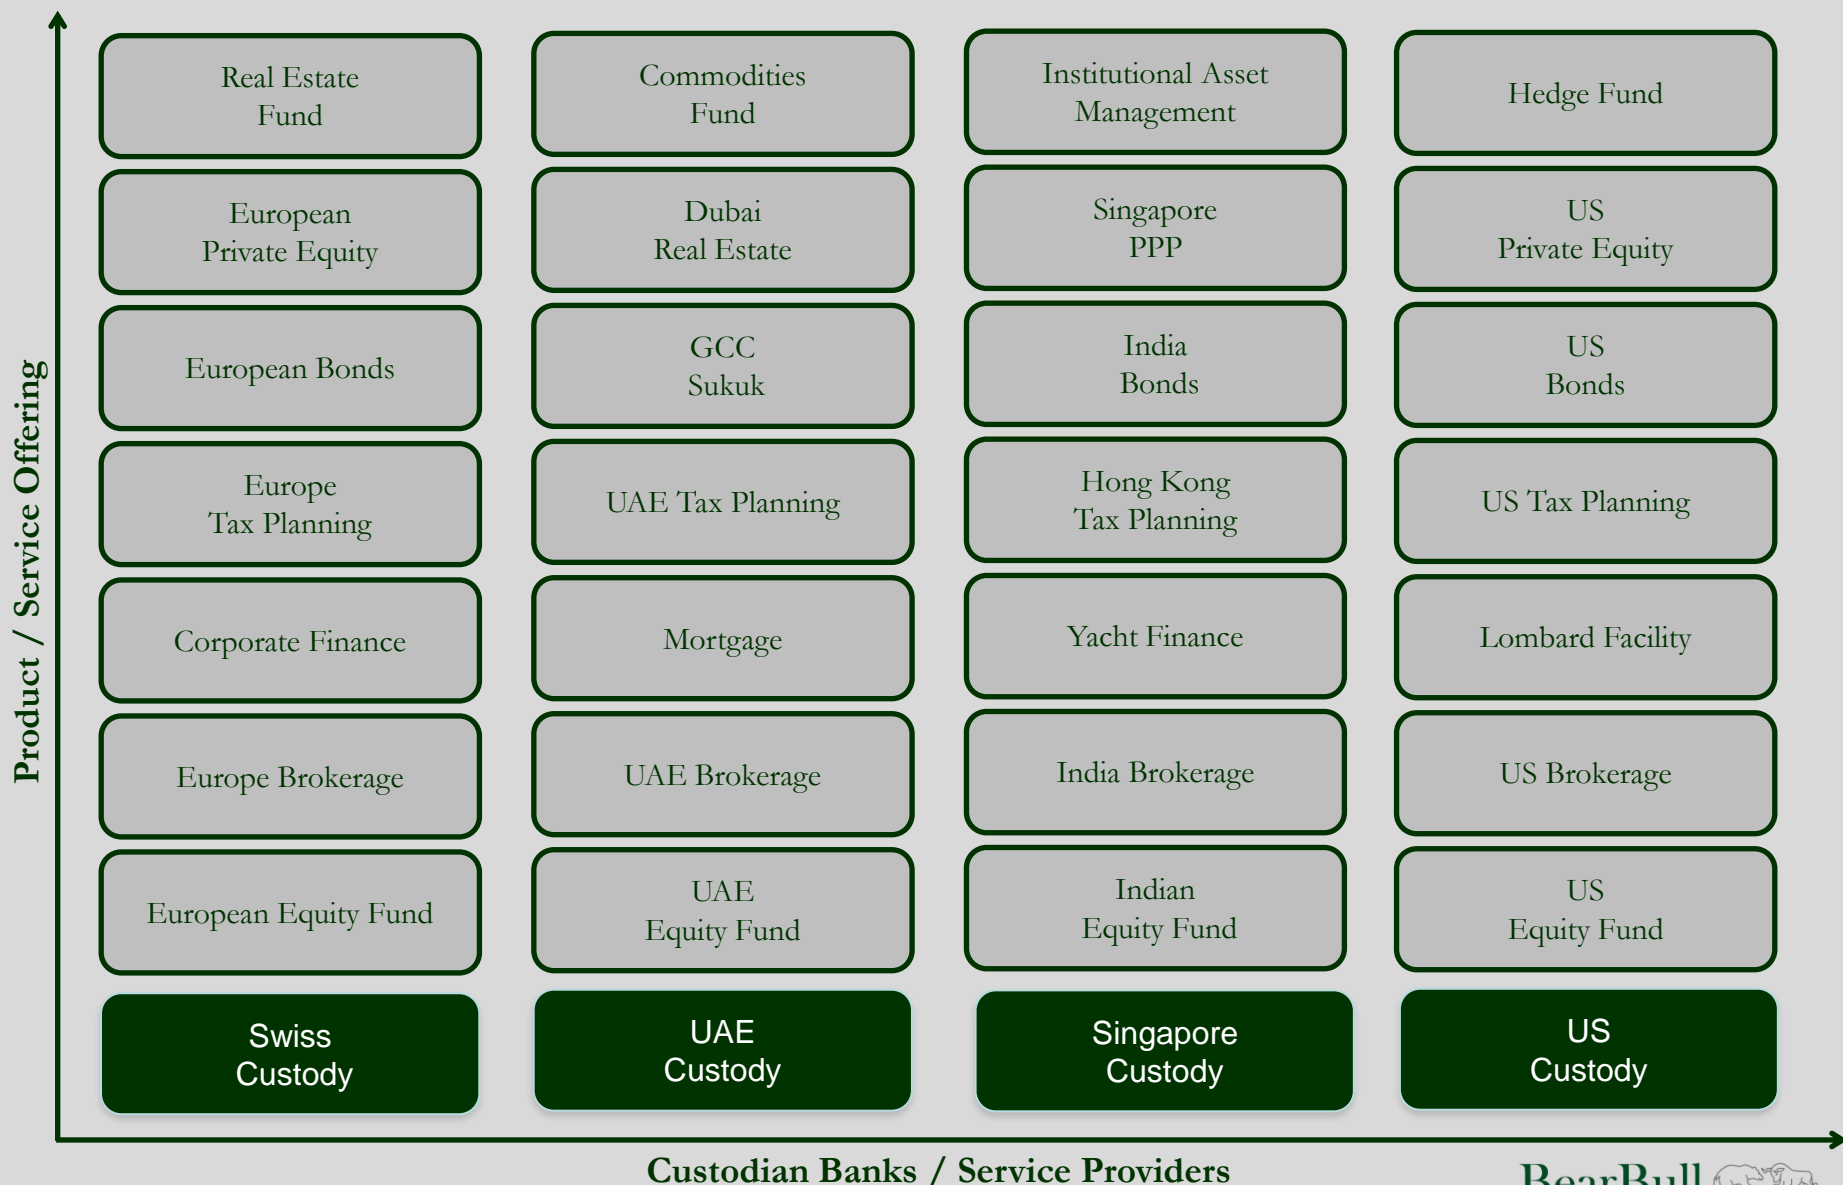 Product / Service Offering
Real Estate
Fund
Commodities
Fund
Institutional Asset
Management
Hedge Fund
European
Private Equity
Dubai
Real Estate
Singapore
PPP
US
Private Equity
European Bonds
GCC
Sukuk
India
Bonds
US
Bonds
Europe
Tax Planning
UAE Tax Planning
Hong Kong
Tax Planning
US Tax Planning
Corporate Finance
Mortgage
Yacht Finance
Lombard Facility
Europe Brokerage
UAE Brokerage
India Brokerage
US Brokerage
European Equity Fund
UAE
Equity Fund
Indian
Equity Fund
US
Equity Fund
Swiss
Custody
UAE
Custody
Singapore
Custody
US
Custody
Custodian Banks / Service Providers
BearBull